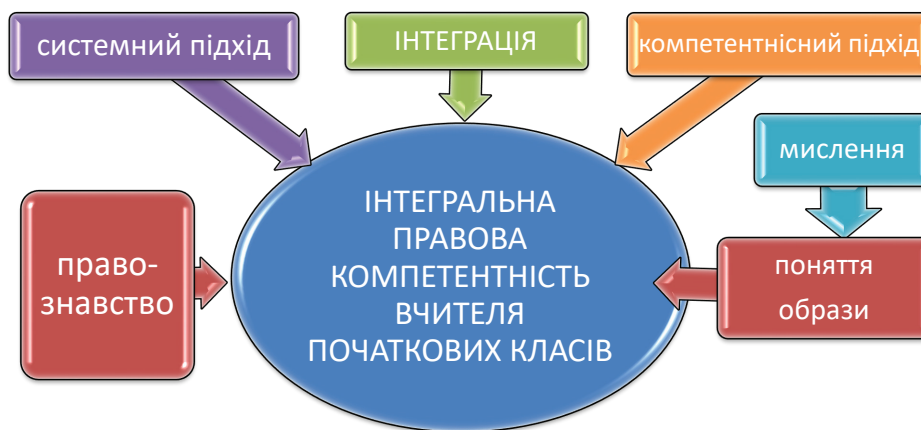 системний підхід
ІНТЕГРАЦІЯ
компетентнісний підхід
мислення
право-
знавство
ІНТЕГРАЛЬНА
ПРАВОВА
КОМПЕТЕНТНІСТЬ
ВЧИТЕЛЯ
ПОЧАТКОВИХ КЛАСІВ
поняття
образи